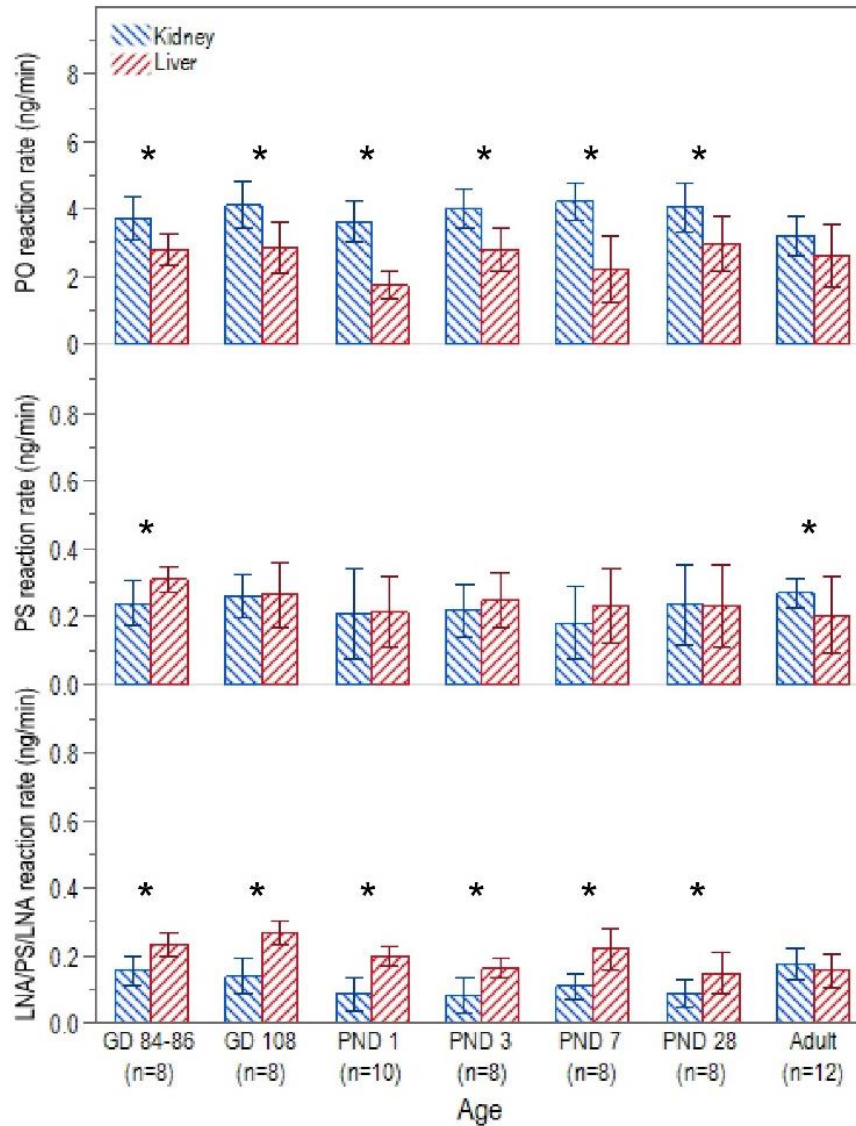 Kidney
Liver
PO reaction rate (ng/min)
8
6
4
2
0
* * * * * *
PS reaction rate (ng/min)
0.8
0.6
0.4
0.2
0.0
* *
LNA/PS/LNA reaction rate (ng/min)
0.8
0.6
0.4
0.2
0.0
* * * * * *
GD 84-86 GD 108 PND 1 PND 3 PND 7 PND 28 Adult
(n=8) (n=8) (n=10) (n=8) (n=8) (n=8) (n=12)
Age